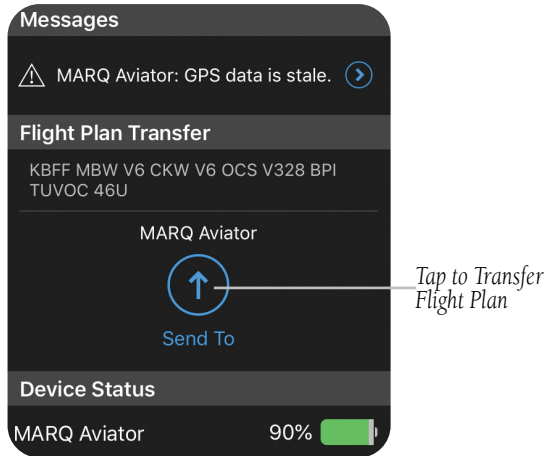 Messages
MARQ Aviator: GPS data is stale.
Flight Plan Transfer
KBFF MBW V6 CKW V6 OCS V328 BPI
TUVOC 46U
MARQ Aviator
Tap to Transfer
Flight Plan
Send To
Device Status
MARQ Aviator 90%